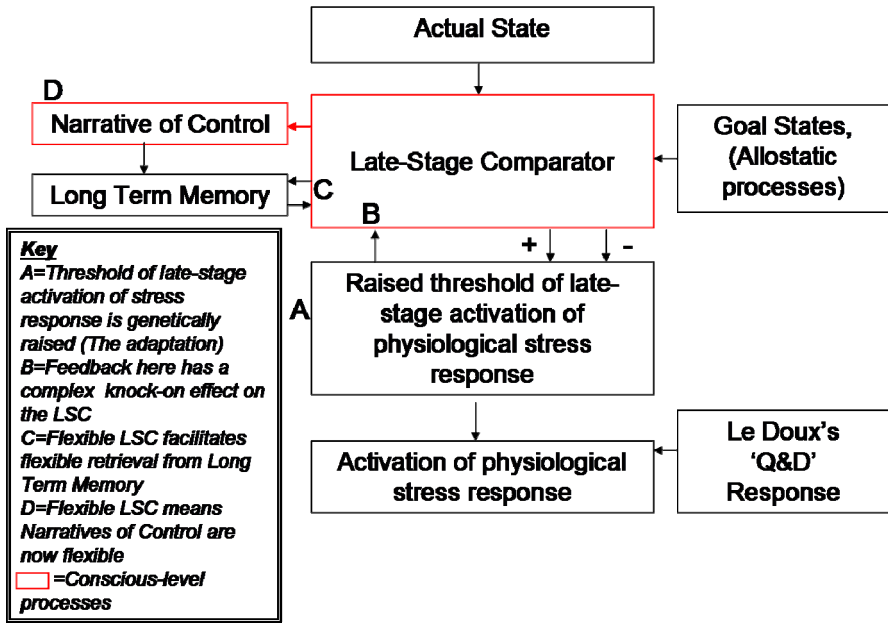 Actual State
D
Narrative of Control
Late-Stage Comparator
Goal States,
(Allostatic
processes)
Long Term Memory
C
B
+
-
Key
A=Threshold of late-stage
activation of stress
response is genetically
raised (The adaptation)
B=Feedback here has a
complex knock-on effect on
the LSC
C=Flexible LSC facilitates
flexible retrieval from Long
Term Memory
D=Flexible LSC means
Narratives of Control are
now flexible
=Conscious-level
processes
A
Raised threshold of late-
stage activation of
physiological stress
response
Activation of physiological
stress response
Le Doux's
'Q&D'
Response